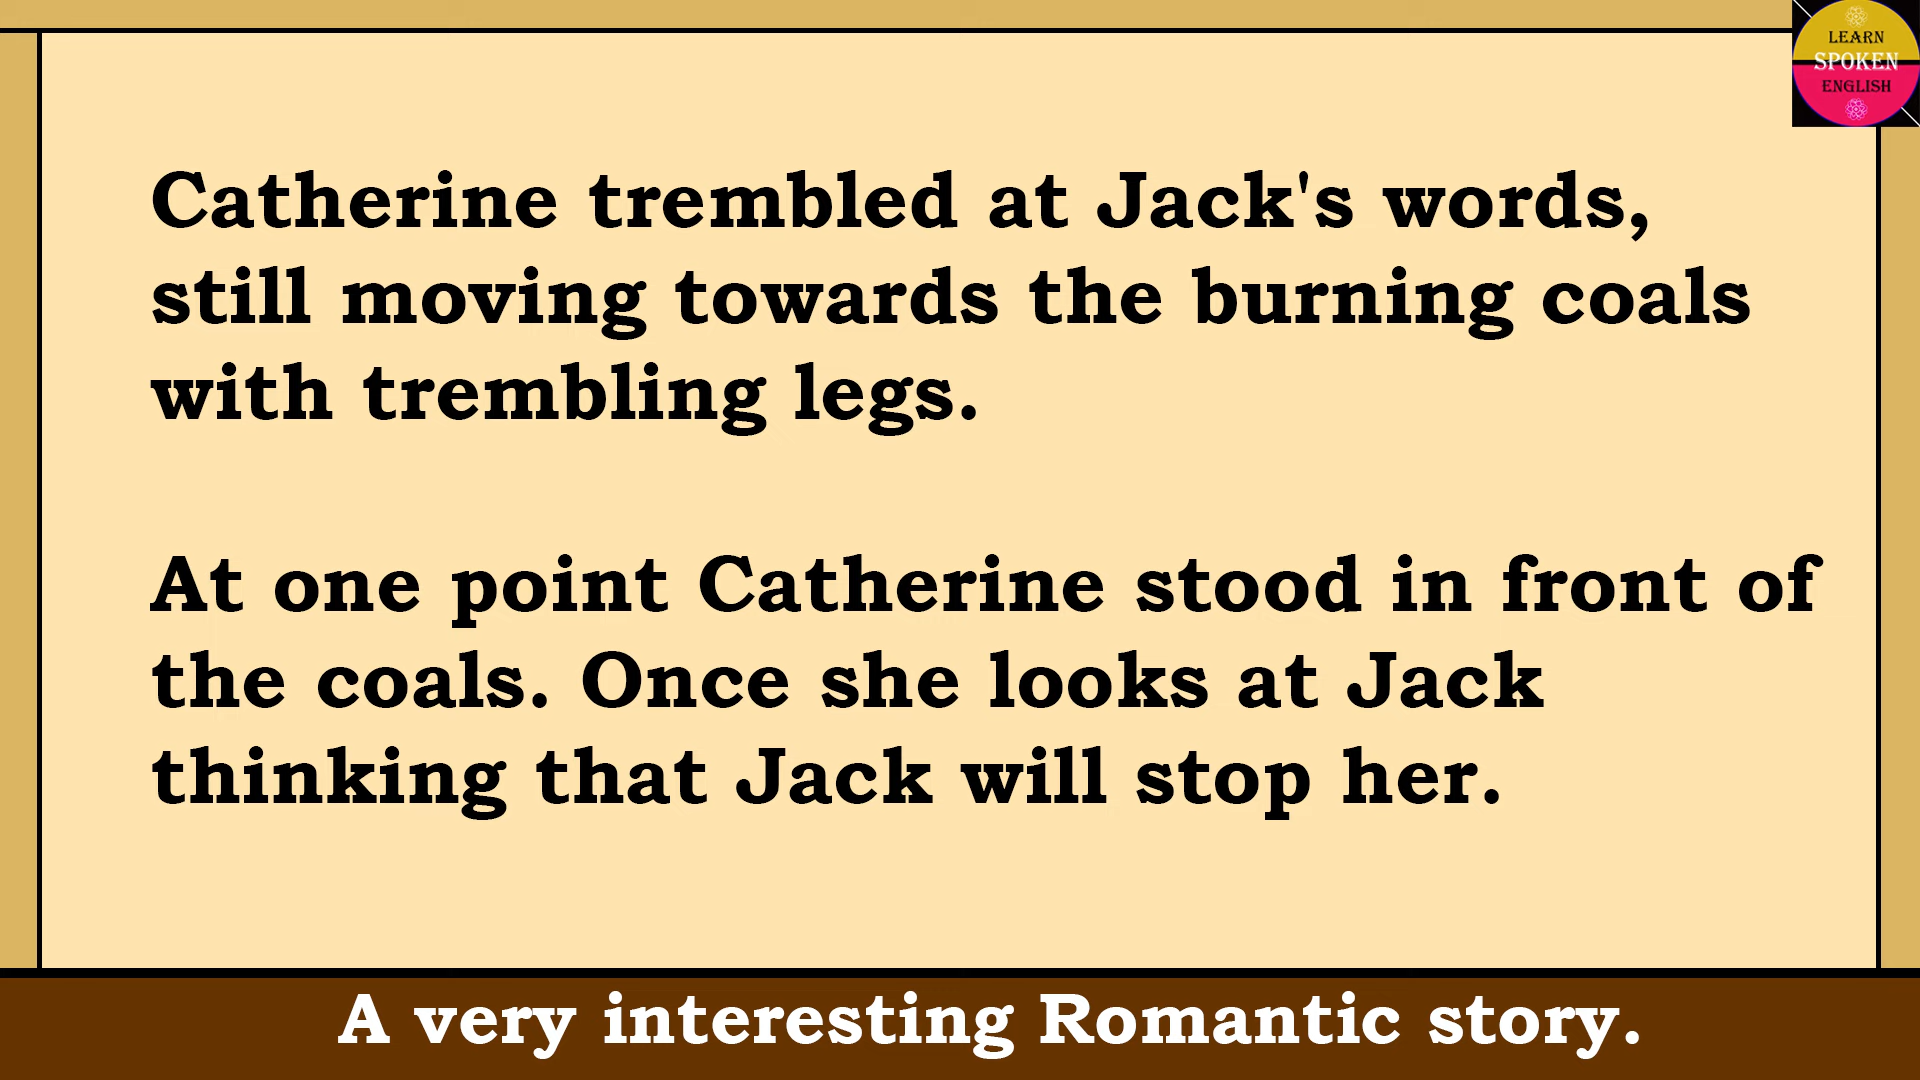 LEARN
SPOKEN
ENGLISH
Catherine trembled at Jack's words,
still moving towards the burning coals
with trembling legs.
At one point Catherine stood in front of
the coals. Once she looks at Jack
thinking that Jack will stop her.
A very interesting Romantic story.